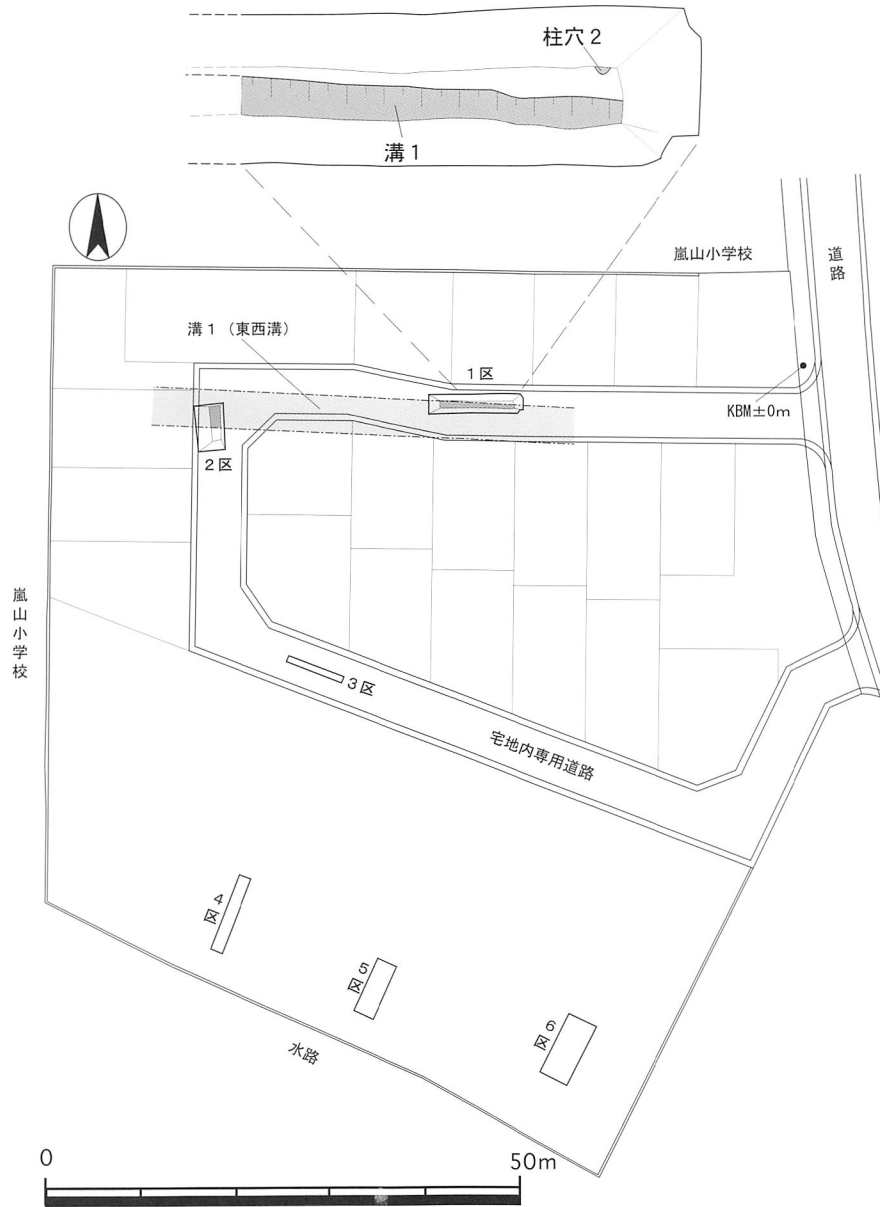 柱穴２
溝１
嵐山小学校
道路
溝１（東西溝）
１区
KBM±0m
２区
嵐山小学校
３区
宅地内専用道路
４区
５区
６区
水路
0
50m